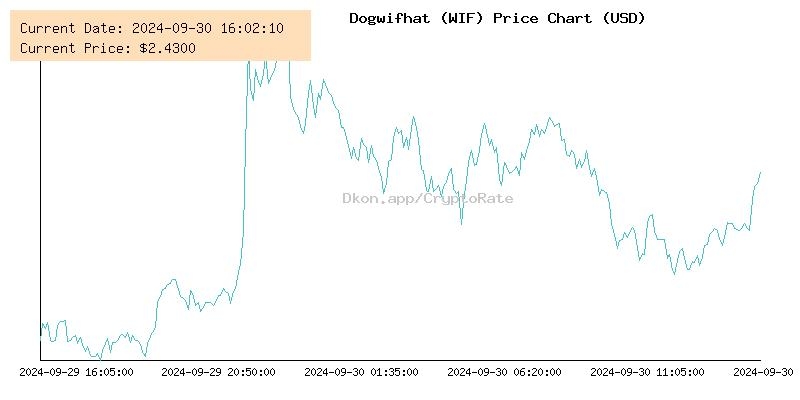 Dogwifhat (WIF) Price Chart (USD)
Current Date: 2024-09-30 16:02:10
Current Price: $2.4300
Dkon.app/CryptoRate
2024-09-29 16:05:00 2024-09-29 20:50:00 2024-09-30 01:35:00 2024-09-30 06:20:00 2024-09-30 11:05:00 2024-09-30